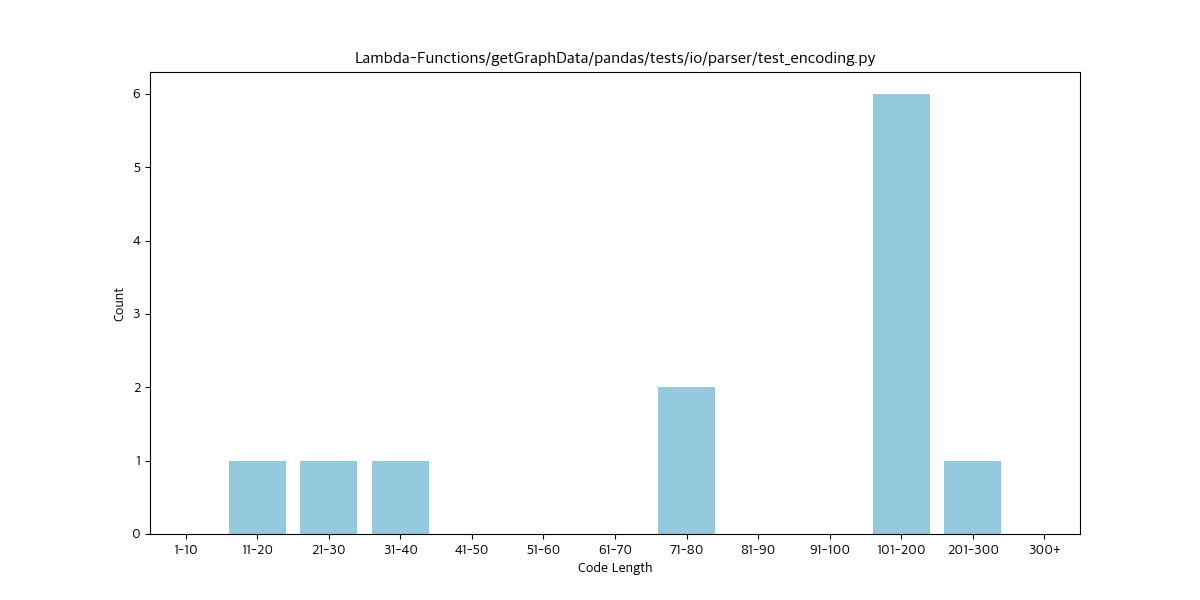 Lambda-Functions/getGraphData/pandas/tests/io/parser/test_encoding.py
6
5
4
3
2
1
0
Count
1-10 11-20 21-30 31-40 41-50 51-60 61-70 71-80 81-90 91-100 101-200 201-300 300+
Code Length